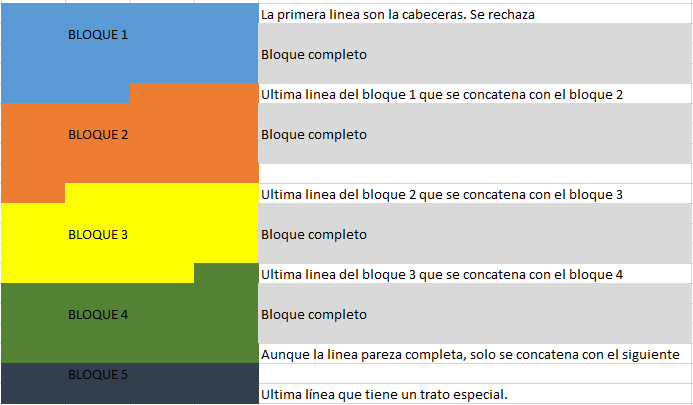 La primera linea son la cabeceras. Se rechaza
BLOQUE 1
Bloque completo
Ultima linea del bloque 1 que se concatena con el bloque 2
BLOQUE 2
Bloque completo
Ultima linea del bloque 2 que se concatena con el bloque 3
BLOQUE 3
Bloque completo
Ultima linea del bloque 3 que se concatena con el bloque 4
BLOQUE 4
Bloque completo
Aunque la linea pareza completa, solo se concatena con el siguiente
BLOQUE 5
Ultima línea que tiene un trato especial.